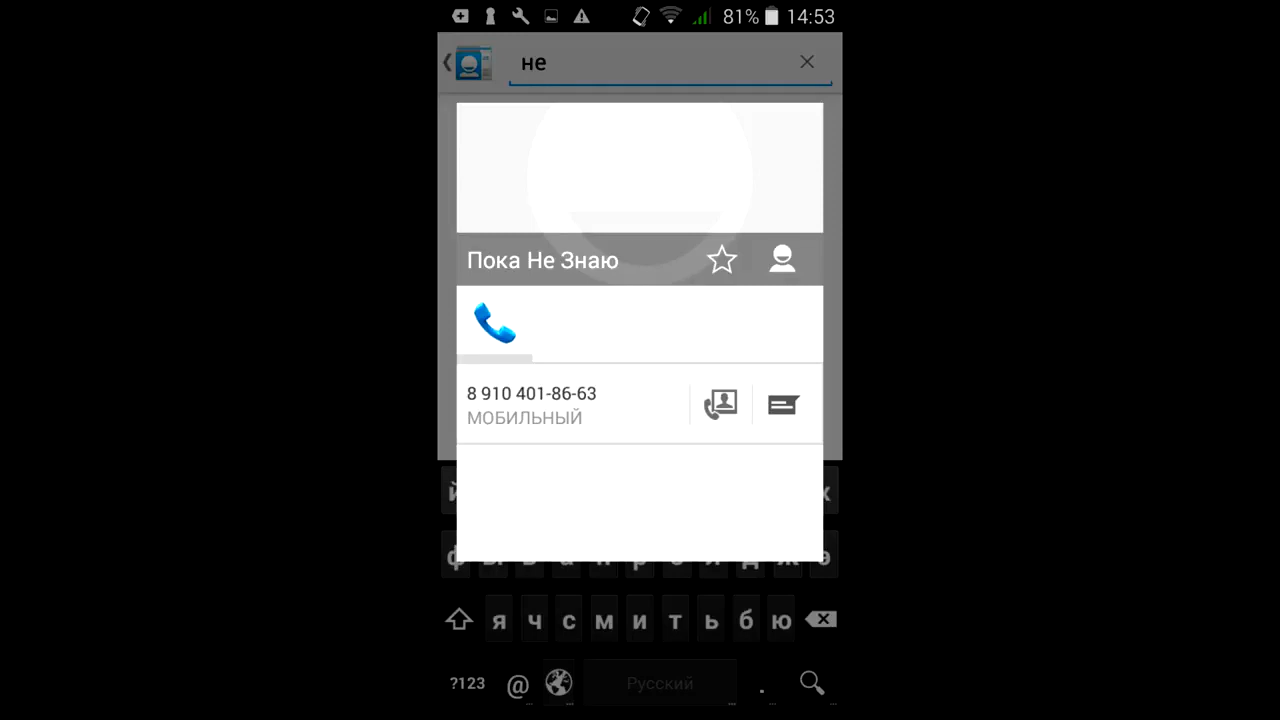 81% 14:53
не
Пока Не Знаю
8 910 401-86-63
МОБИЛЬНЫЙ
я ч с м и т ь б ю
?123 @ Русский .